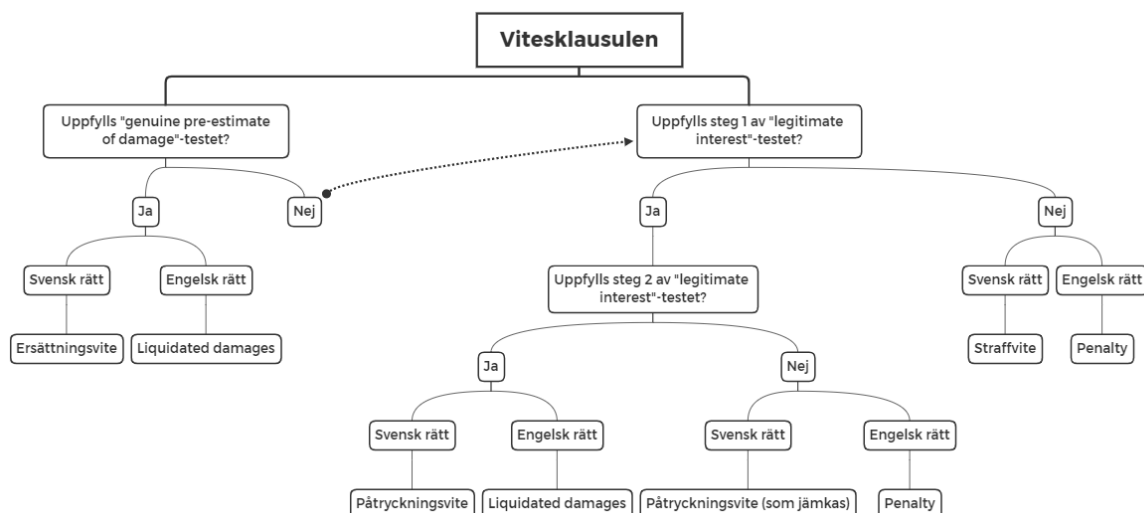 Vitesklausulen
Uppfylls "genuine pre-estimate
of damage"-testet?
Uppfylls steg 1 av "legitimate
interest"-testet?
Ja
Nej
Ja
Nej
Svensk rätt
Engelsk rätt
Uppfylls steg 2 av "legitimate
interest"-testet?
Svensk rätt
Engelsk rätt
Ersättningsvite
Liquidated damages
Straffvite
Penalty
Ja
Nej
Svensk rätt
Engelsk rätt
Svensk rätt
Engelsk rätt
Påtryckningsvite
Liquidated damages
Påtryckningsvite (som jämkas)
Penalty